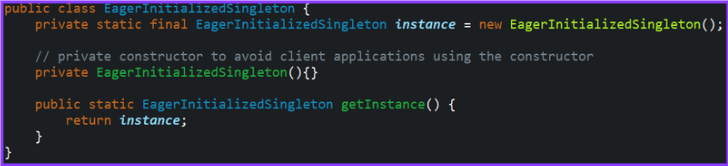 public class EagerInitializedSingleton {
private static final EagerInitializedSingleton instance = new EagerInitializedSingleton();
// private constructor to avoid client applications using the constructor
private EagerInitializedSingleton(){}
public static EagerInitializedSingleton getInstance() {
return instance;
}
}